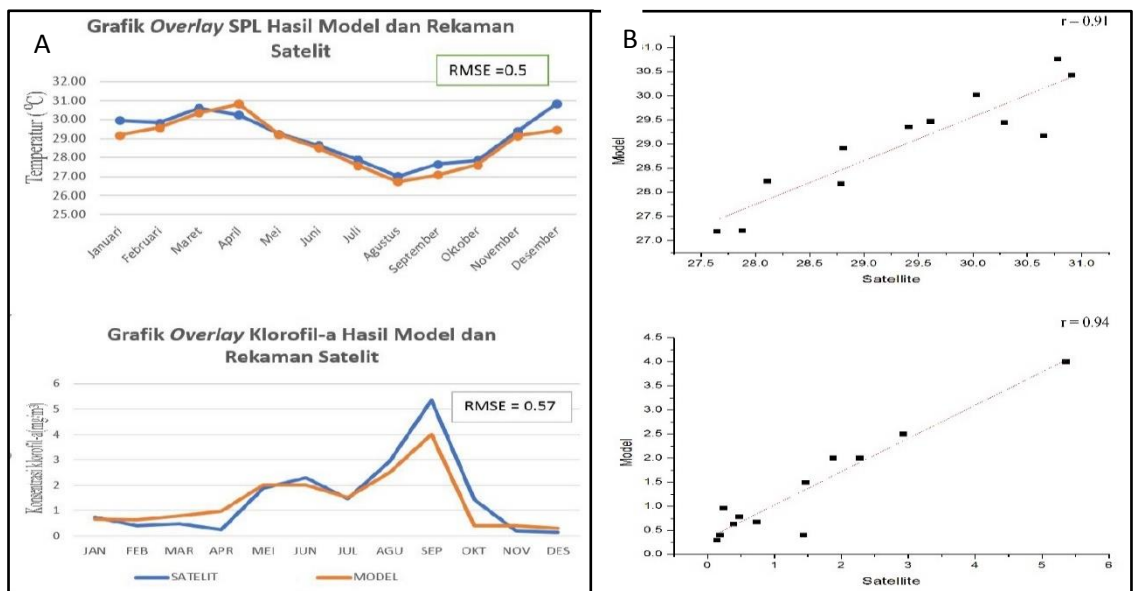 A
Grafik Overlay SPL Hasil Model dan Rekaman
Satelit
RMSE =0.5
Temperatur (⁰C)
32.00
31.00
30.00
29.00
28.00
27.00
26.00
25.00
Januari
Februari
Maret
April
Mei
Juni
Juli
Agustus
September
Oktober
November
Desember
Grafik Overlay Klorofil-a Hasil Model dan
Rekaman Satelit
RMSE = 0.57
Konsentrasi klorofil-a(mg/m³)
6
5
4
3
2
1
0
JAN FEB MAR APR MEI JUN JUL AGU SEP OKT NOV DES
SATELIT MODEL
B
r = 0.91
Model
31.0
30.5
30.0
29.5
29.0
28.5
28.0
27.5
27.0
27.5 28.0 28.5 29.0 29.5 30.0 30.5 31.0
Satellite
r = 0.94
Model
4.5
4.0
3.5
3.0
2.5
2.0
1.5
1.0
0.5
0.0
0 1 2 3 4 5 6
Satellite